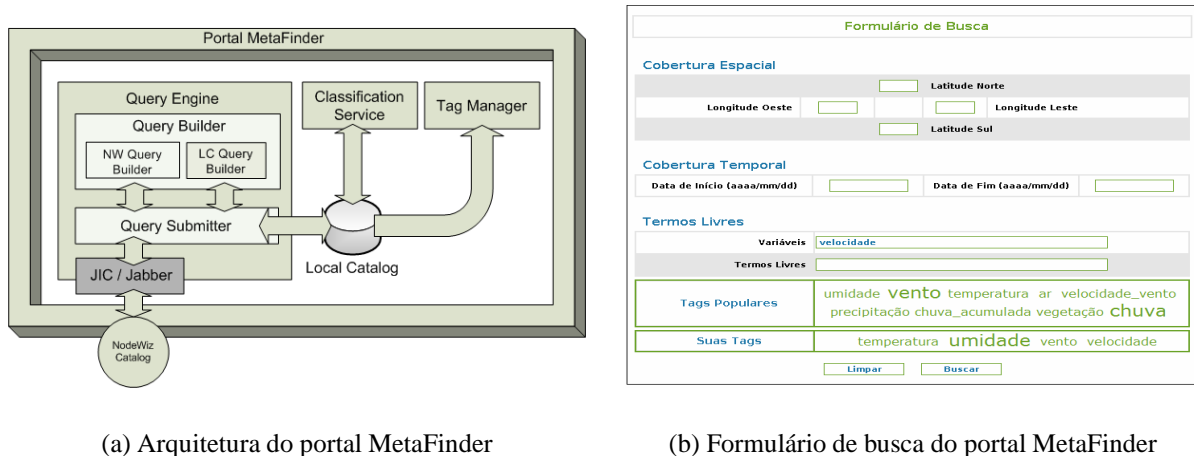 Portal MetaFinder
Query Engine
Query Builder
NW Query
Builder
LC Query
Builder
Query Submitter
JIC / Jabber
NodeWiz
Catalog
Classification
Service
Tag Manager
Local Catalog
(a) Arquitetura do portal MetaFinder
Formulário de Busca
Cobertura Espacial
Latitude Norte
Longitude Oeste Longitude Leste
Latitude Sul
Cobertura Temporal
Data de Início (aaaa/mm/dd) Data de Fim (aaaa/mm/dd)
Termos Livres
Variáveis velocidade
Termos Livres
Tags Populares
umidade vento temperatura ar velocidade_vento
precipitação chuva_acumulada vegetação chuva
Suas Tags temperatura umidade vento velocidade
Limpar Buscar
(b) Formulário de busca do portal MetaFinder